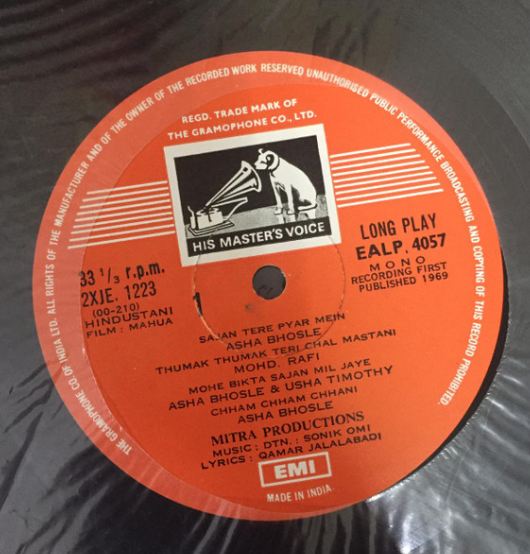 THE GRAMOPHONE CO OF INDIA LTD. ALL RIGHTS OF THE MANUFACTURER AND OF THE OWNER OF THE RECORDED WORK RESERVED UNAUTHORISED PUBLIC PERFORMANCE BROADCASTING AND COPYING OF THIS RECORD PROHIBITED.
REGD. TRADE MARK OF
THE GRAMOPHONE CO., LTD.
HIS MASTER'S VOICE
33 1/3 r.p.m.
2XJE. 1223
(00-210)
HINDUSTANI
FILM : MAHUA
1
LONG PLAY
EALP. 4057
MONO
RECORDING FIRST
PUBLISHED 1969
SAJAN TERE PYAR MEIN
ASHA BHOSLE
THUMAK THUMAK TERI CHAL MASTANI
MOHD. RAFI
MOHE BIKTA SAJAN MIL JAYE
ASHA BHOSLE & USHA TIMOTHY
CHHAM CHHAM CHHANI
ASHA BHOSLE
MITRA PRODUCTIONS
MUSIC : DTN. : SONIK OMI
LYRICS : QAMAR JALALABADI
EMI
MADE IN INDIA